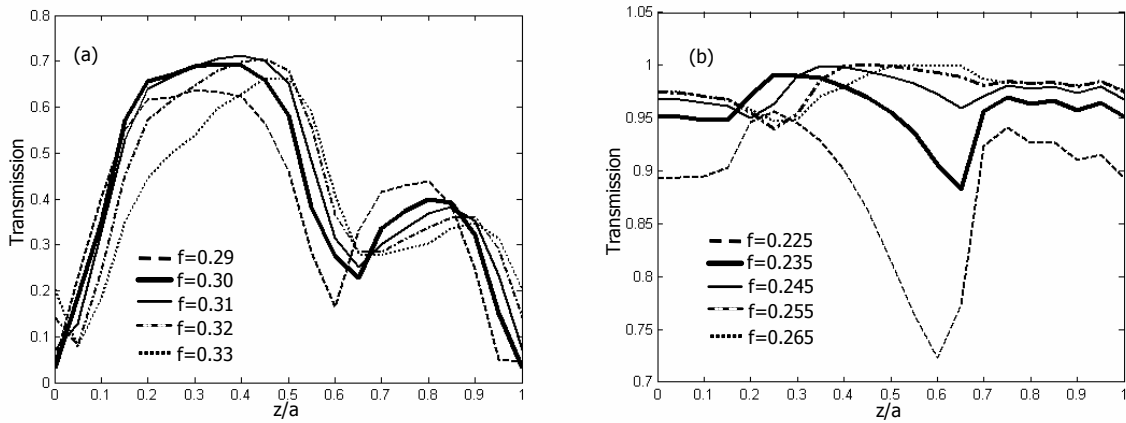 (a)
Transmission
0.8
0.7
0.6
0.5
0.4
0.3
0.2
0.1
0
f=0.29
f=0.30
f=0.31
f=0.32
f=0.33
0 0.1 0.2 0.3 0.4 0.5 0.6 0.7 0.8 0.9 1
z/a
(b)
Transmission
1.05
1
0.95
0.9
0.85
0.8
0.75
0.7
f=0.225
f=0.235
f=0.245
f=0.255
f=0.265
0 0.1 0.2 0.3 0.4 0.5 0.6 0.7 0.8 0.9 1
z/a